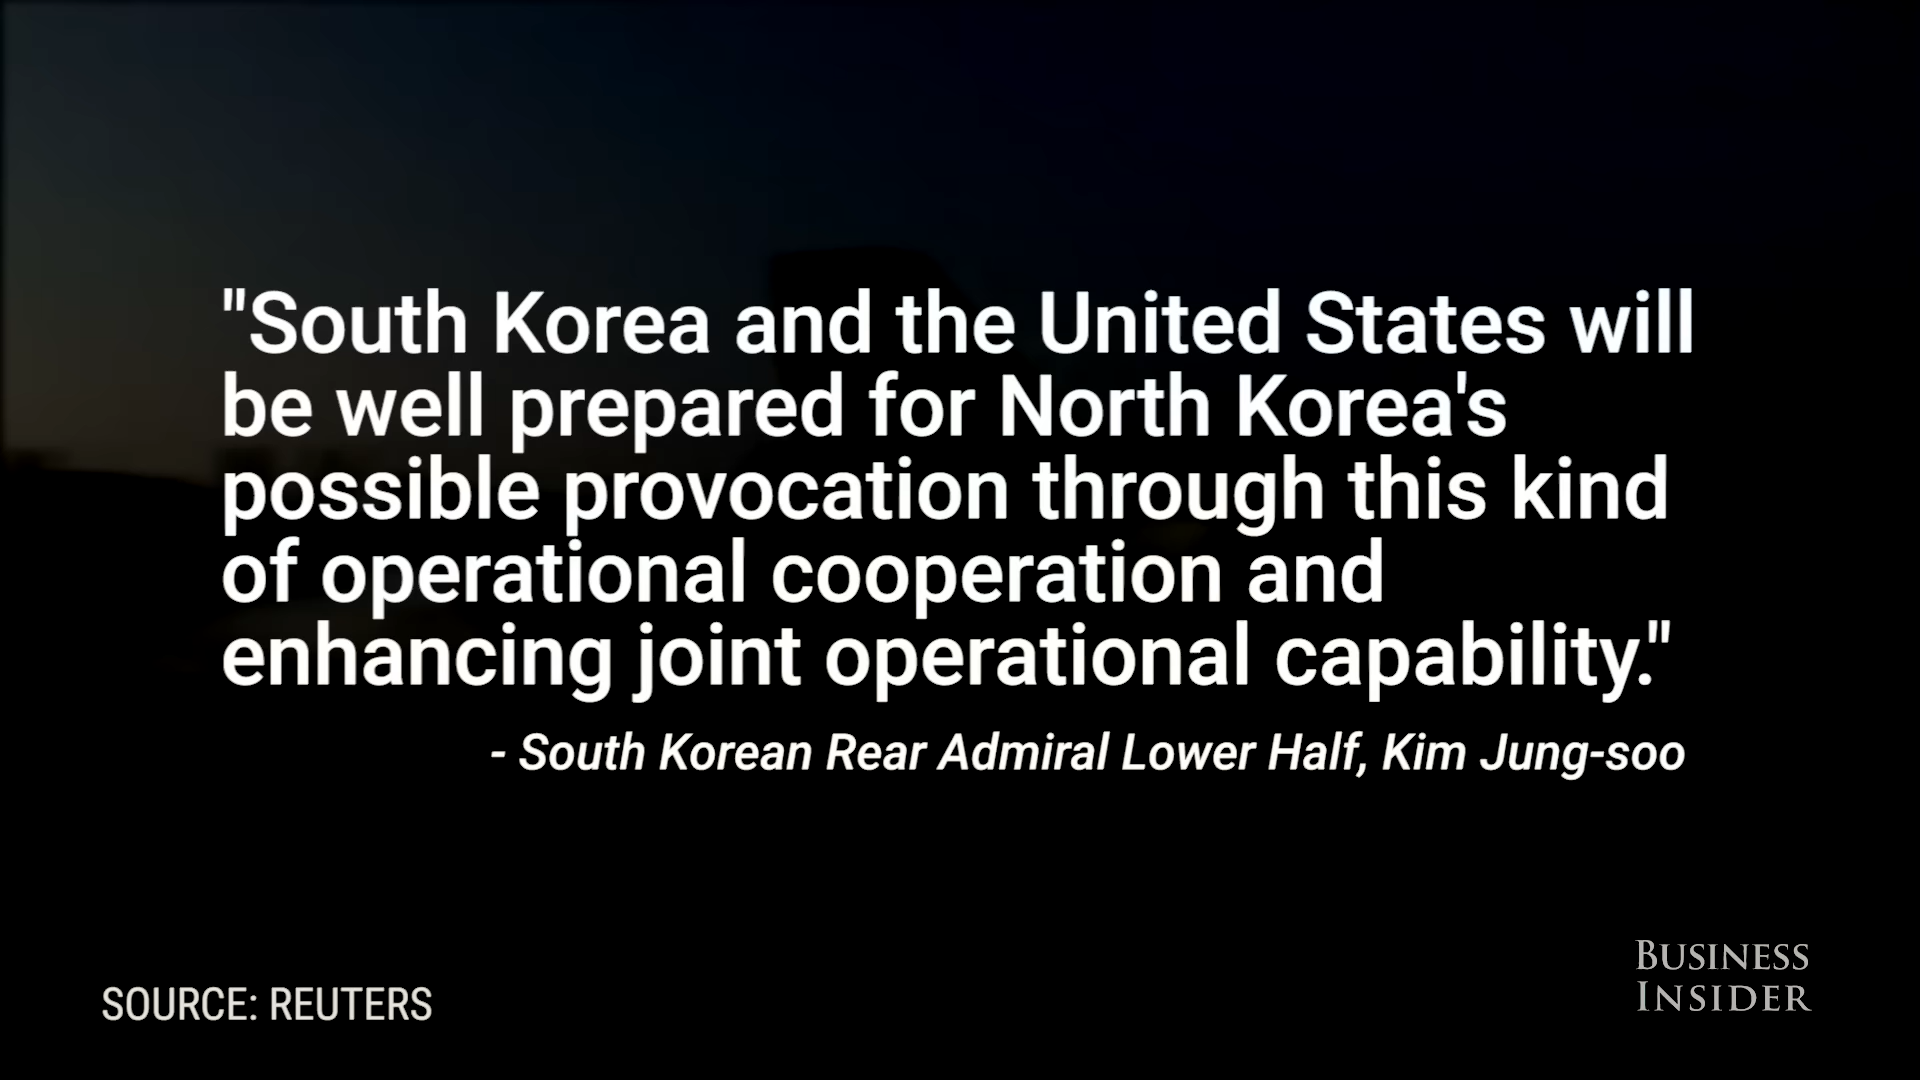 "South Korea and the United States will
be well prepared for North Korea's
possible provocation through this kind
of operational cooperation and
enhancing joint operational capability."
- South Korean Rear Admiral Lower Half, Kim Jung-soo
SOURCE: REUTERS
BUSINESS
INSIDER